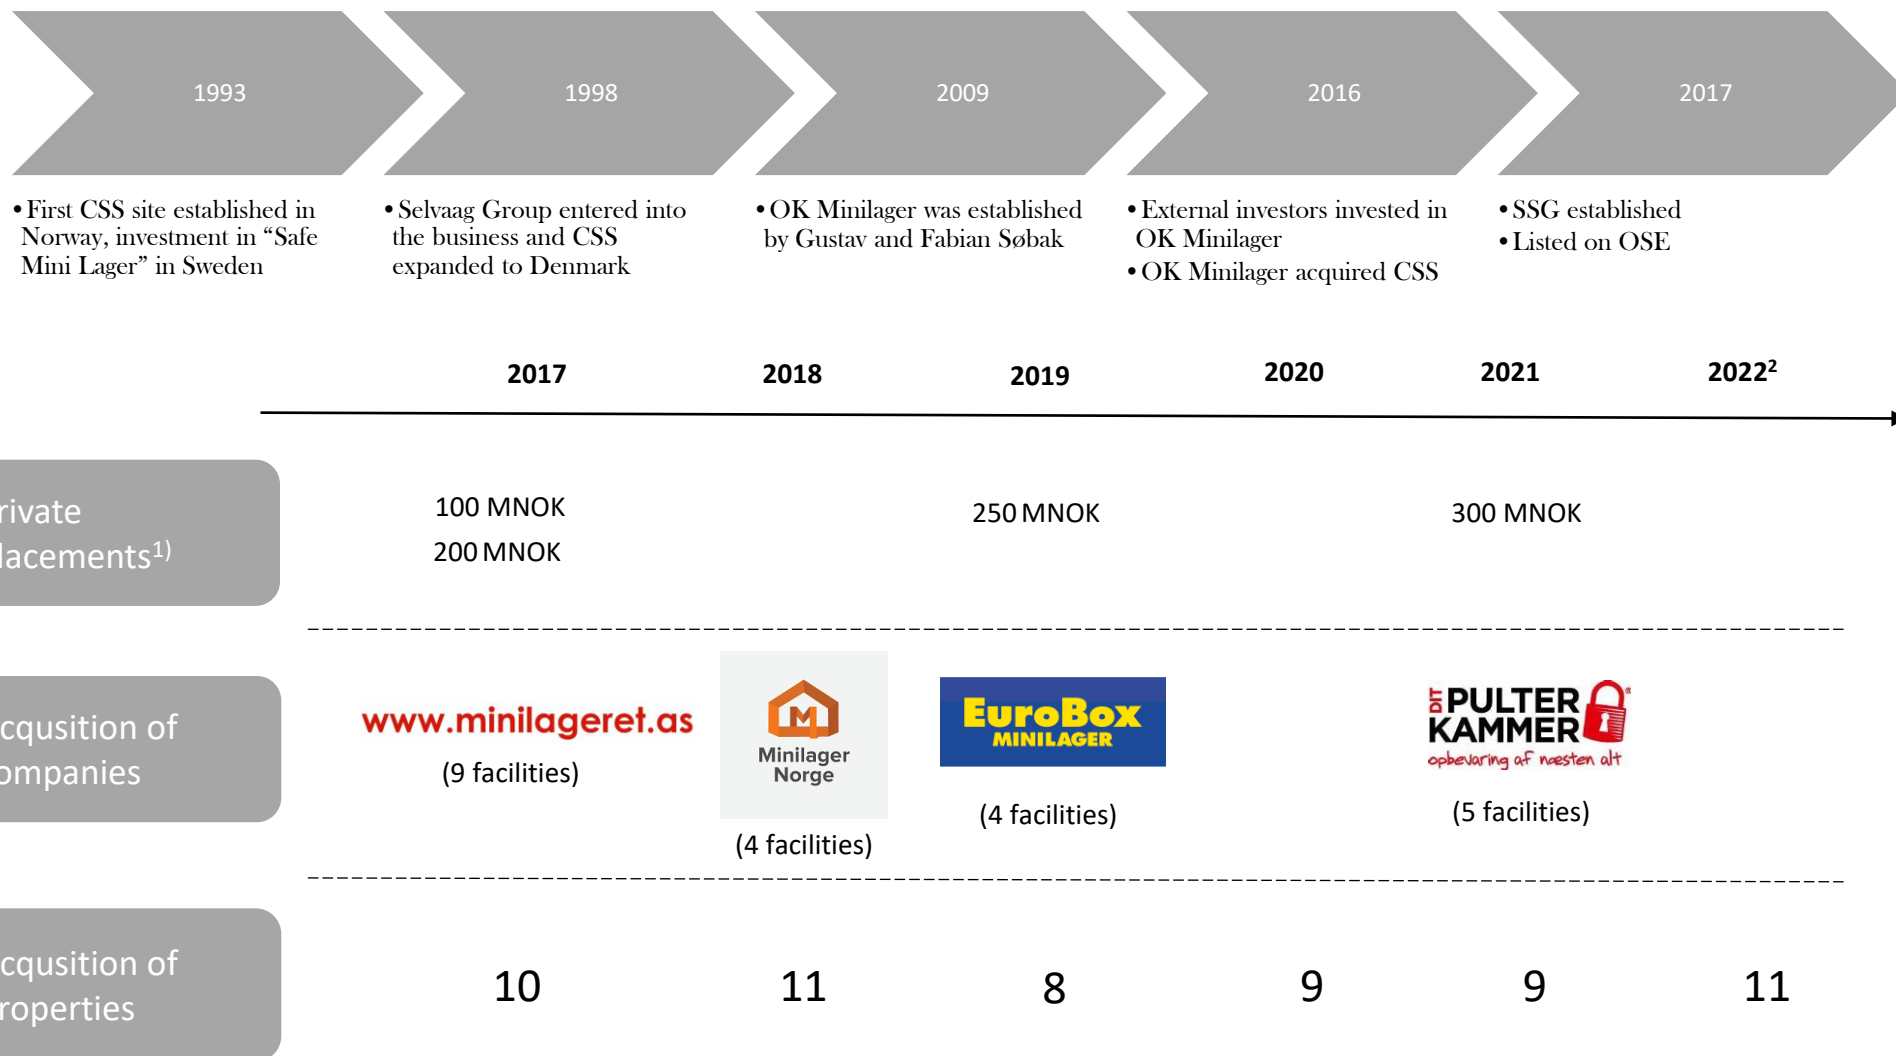 1993
1998
2009
2016
2017
• First CSS site established in
Norway, investment in “Safe
Mini Lager” in Sweden
• Selvaag Group entered into
the business and CSS
expanded to Denmark
• OK Minilager was established
by Gustav and Fabian Søbak
• External investors invested in
OK Minilager
• OK Minilager acquired CSS
• SSG established
• Listed on OSE
2017 2018 2019 2020 2021 2022²
rivate
lacements¹⁾
100 MNOK
200 MNOK
250 MNOK
300 MNOK
cqusition of
ompanies
www.minilageret.as
(9 facilities)
Minilager
Norge
(4 facilities)
EuroBox
MINILAGER
(4 facilities)
DIT PULTER
KAMMER
opbevaring af næsten alt
(5 facilities)
cqusition of
roperties
10 11 8 9 9 11